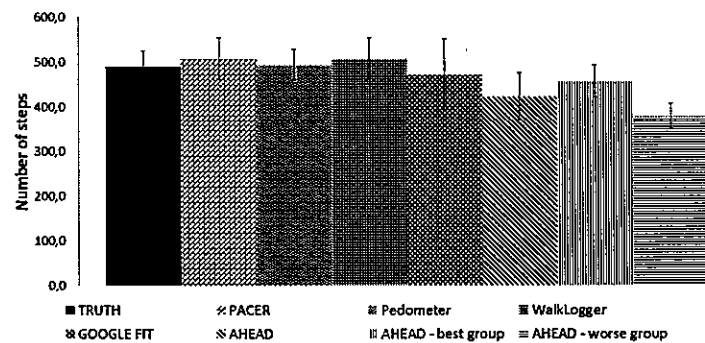 600,0
500,0
400,0
300,0
200,0
100,0
0,0
Number of steps
TRUTH PACER Pedometer WalkLogger
GOOGLE FIT AHEAD AHEAD - best group AHEAD - worse group